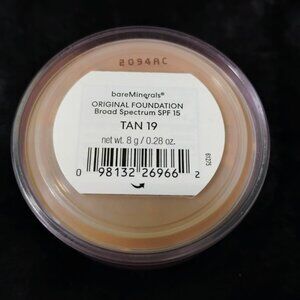 2094AC
bareMinerals®
ORIGINAL FOUNDATION
Broad Spectrum SPF 15
TAN 19
net wt. 8 g / 0.28 oz.
0 98132 26966 2